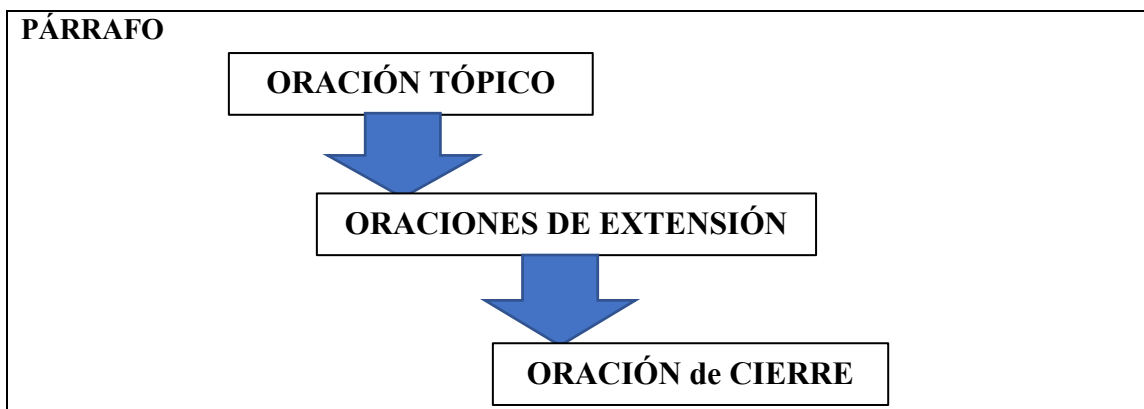 PÁRRAFO
ORACIÓN TÓPICO
ORACIONES DE EXTENSIÓN
ORACIÓN de CIERRE